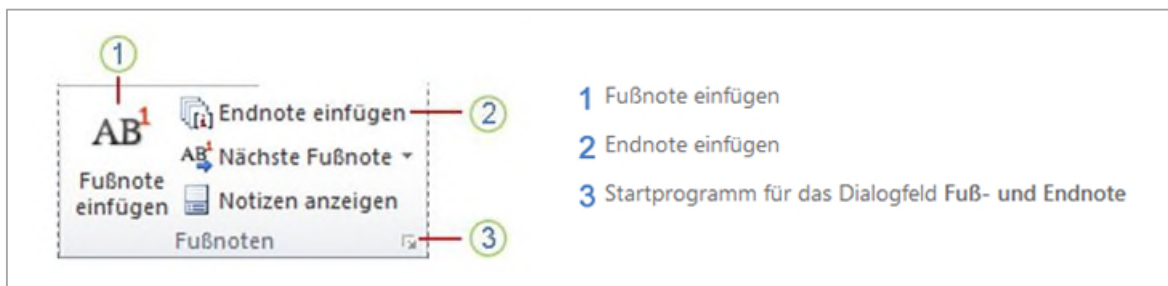 1
AB1
Fußnote
einfügen
Endnote einfügen
2
AB Nächste Fußnote
Notizen anzeigen
Fußnoten
3
1 Fußnote einfügen
2 Endnote einfügen
3 Startprogramm für das Dialogfeld Fuß- und Endnote